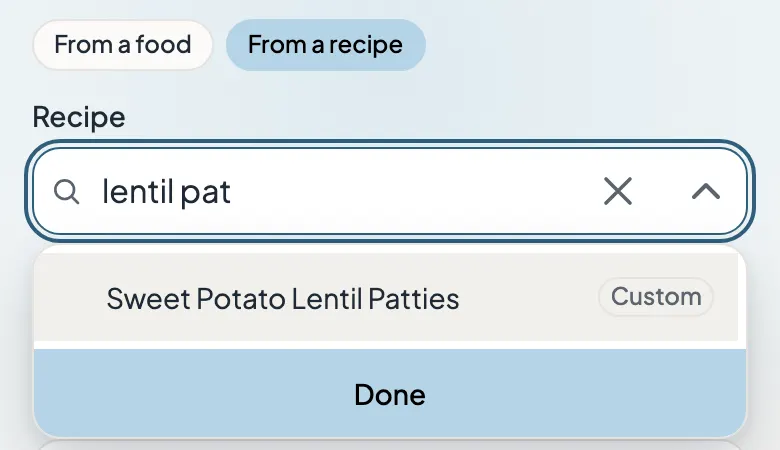 From a food From a recipe
Recipe
lentil pat
Sweet Potato Lentil Patties Custom
Done